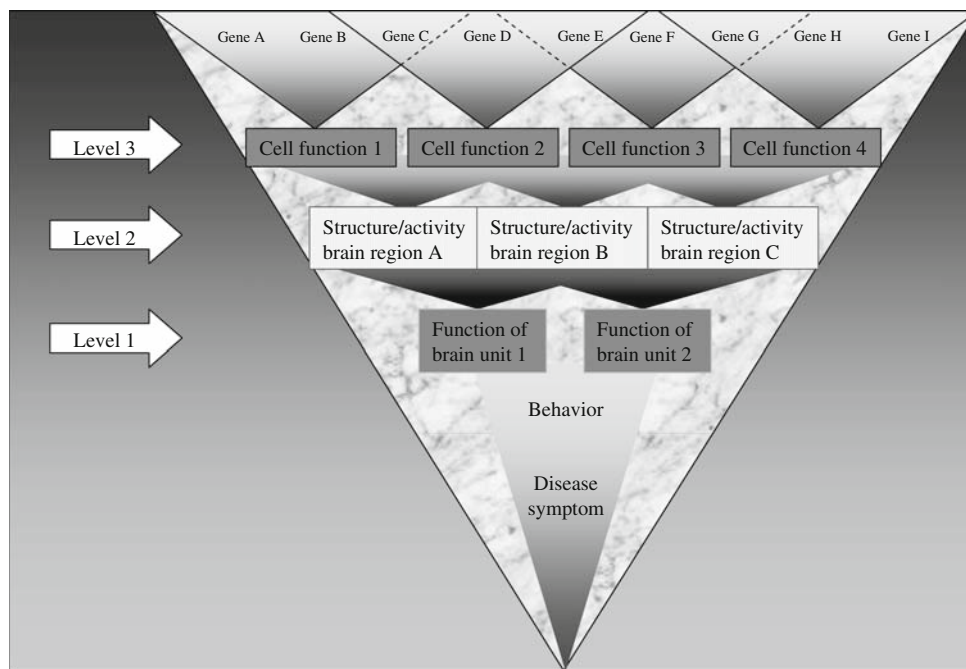 Gene A Gene B Gene C Gene D Gene E Gene F Gene G Gene H Gene I
Level 3
Cell function 1 Cell function 2 Cell function 3 Cell function 4
Level 2
Structure/activity
brain region A
Structure/activity
brain region B
Structure/activity
brain region C
Level 1
Function of
brain unit 1
Function of
brain unit 2
Behavior
Disease
symptom